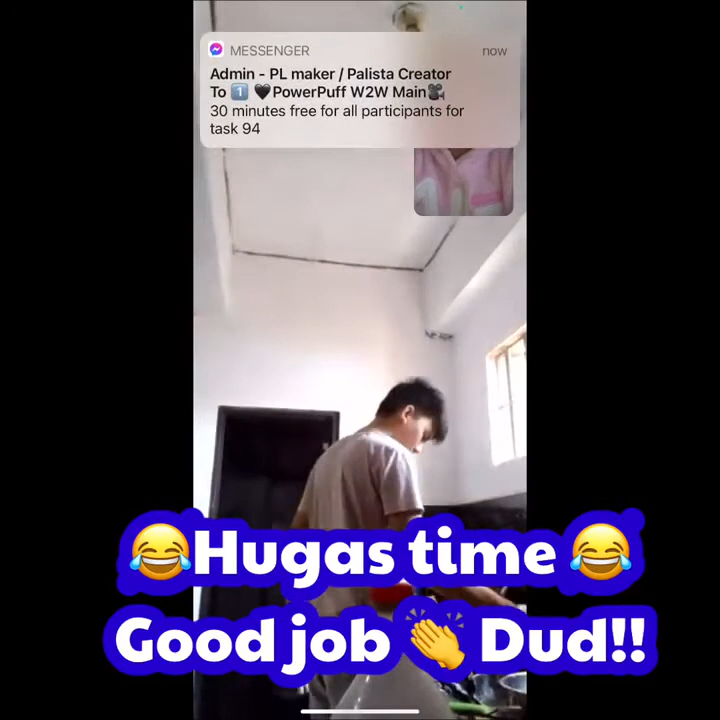 MESSENGER now
Admin - PL maker / Palista Creator
To 1️⃣ 🖤PowerPuff W2W Main🎥
30 minutes free for all participants for
task 94
😂Hugas time 😂
Good job 👏 Dud!!